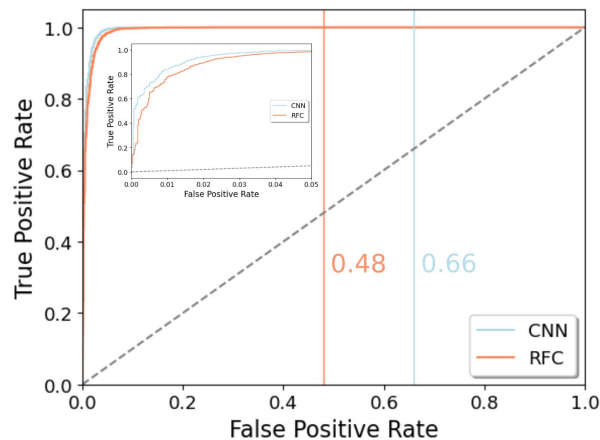 1.0
0.8
0.6
0.4
0.2
0.0
True Positive Rate
0.0 0.2 0.4 0.6 0.8 1.0
False Positive Rate
1.0
0.8
0.6
0.4
0.2
0.0
True Positive Rate
0.00 0.01 0.02 0.03 0.04 0.05
False Positive Rate
CNN
RFC
0.48 0.66
CNN
RFC